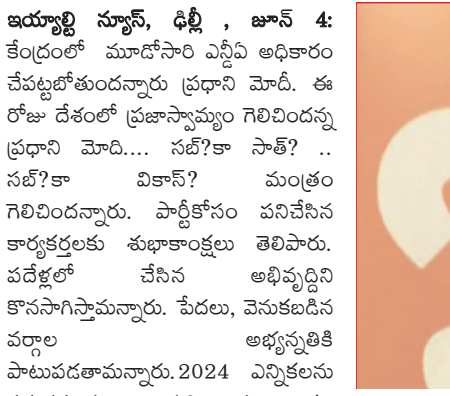 ఇయ్యాల్టి న్యూస్, ఢిల్లీ , జూన్ 4:
కేంద్రంలో మూడోసారి ఎన్డీఏ అధికారం
చేపట్టబోతుందన్నారు ప్రధాని మోదీ. ఈ
రోజు దేశంలో ప్రజాస్వామ్యం గెలిచిందన్న
ప్రధాని మోది.... సబ్?కా సాత్? ..
సబ్?కా వికాస్? మంత్రం
గెలిచిందన్నారు. పార్టీకోసం పనిచేసిన
కార్యకర్తలకు శుభాకాంక్షలు తెలిపారు.
పదేళ్లలో చేసిన అభివృద్దిని
కొనసాగిస్తామన్నారు. పేదలు, వెనుకబడిన
వర్గాల అభ్యన్నతికి
పాటుపడతామన్నారు.2024 ఎన్నికలను